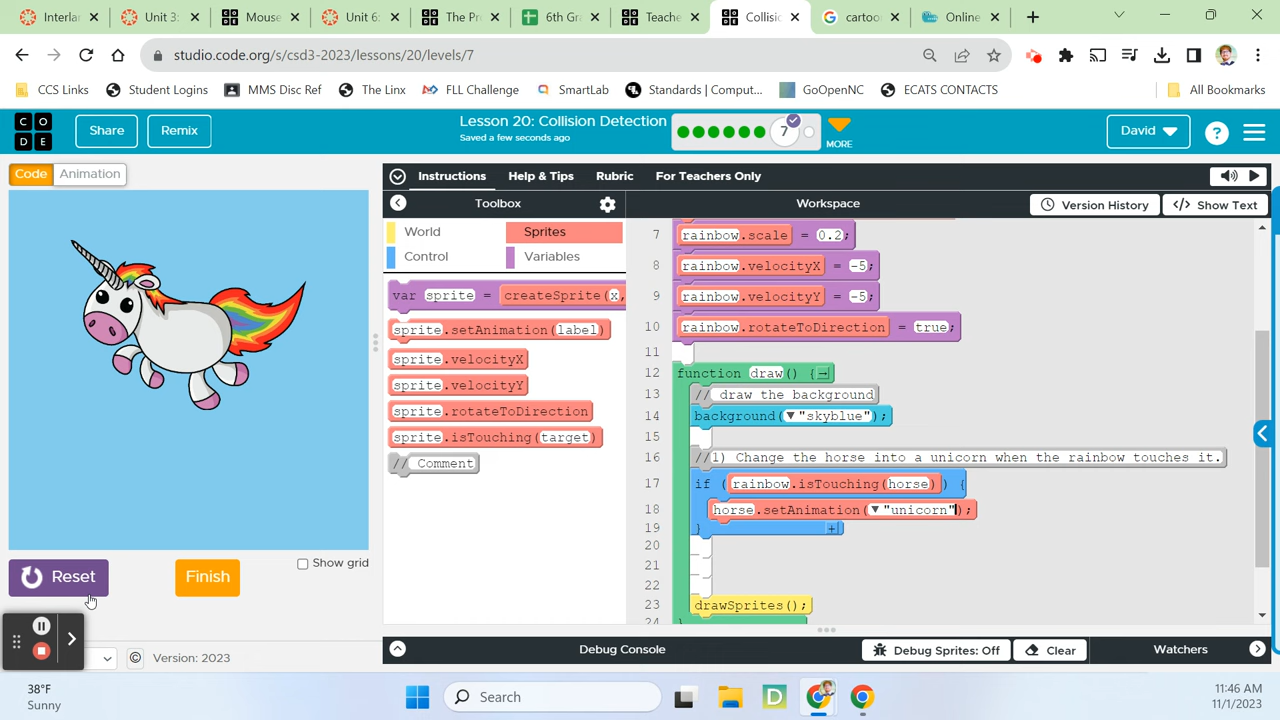 Interlar
Unit 3:
Mouse
Unit 6:
The Pr
6th Gra
Teache
Collisio
cartoo
Online
studio.code.org/s/csd3-2023/lessons/20/levels/7
CCS Links
Student Logins
MMS Disc Ref
The Linx
FLL Challenge
SmartLab
Standards | Comput...
GoOpenNC
ECATS CONTACTS
All Bookmarks
C O
D E
Share
Remix
Lesson 20: Collision Detection
Saved a few seconds ago
7
MORE
David
?
Code
Animation
Instructions
Help & Tips
Rubric
For Teachers Only
Toolbox
Workspace
Version History
</> Show Text
World
Sprites
Control
Variables
var sprite = createSprite(x,
sprite.setAnimation(label)
sprite.velocityX
sprite.velocityY
sprite.rotateToDirection
sprite.isTouching(target)
// Comment
7 rainbow.scale = 0.2;
8 rainbow.velocityX = -5;
9 rainbow.velocityY = -5;
10 rainbow.rotateToDirection = true;
11
12 function draw() {
13 // draw the background
14 background("skyblue");
15
16 //1) Change the horse into a unicorn when the rainbow touches it.
17 if (rainbow.isTouching(horse)) {
18 horse.setAnimation("unicorn");
19 }
20
21
22
23 drawSprites();
24 }
Show grid
Reset
Finish
© Version: 2023
Debug Console
Debug Sprites: Off
Clear
Watchers
38°F
Sunny
Search
D
11:46 AM
11/1/2023